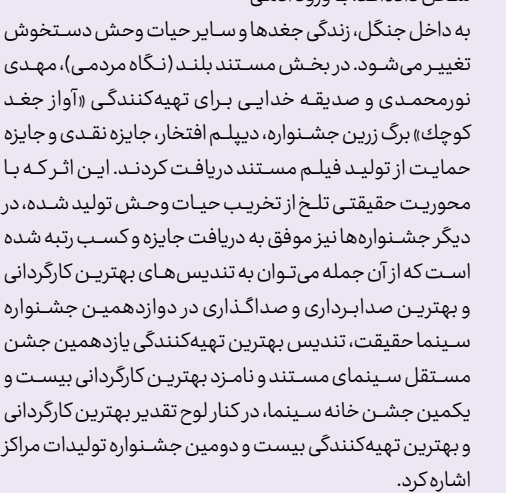 به داخل جنگل، زندگی جغدها و سایر حیات وحش دستخوش
تغییر می‌شود. در بخش مستند بلند (نگاه مردمی)، مهدی
نورمحمدی و صدیقه خدایی برای تهیه‌کنندگی «آواز جغد
کوچك» برگ زرین جشنواره، دیپلم افتخار، جایزه نقدی و جایزه
حمایت از تولید فیلم مستند دریافت کردند. این اثر که با
محوریت حقیقتی تلخ از تخریب حیات وحش تولید شده، در
دیگر جشنواره‌ها نیز موفق به دریافت جایزه و کسب رتبه شده
است که از آن جمله می‌توان به تندیس‌های بهترین کارگردانی
و بهترین صدابرداری و صداگذاری در دوازدهمین جشنواره
سینما حقیقت، تندیس بهترین تهیه‌کنندگی یازدهمین جشن
مستقل سینمای مستند و نامزد بهترین کارگردانی بیست و
یکمین جشن خانه سینما، در کنار لوح تقدیر بهترین کارگردانی
و بهترین تهیه‌کنندگی بیست و دومین جشنواره تولیدات مراکز
اشاره کرد.